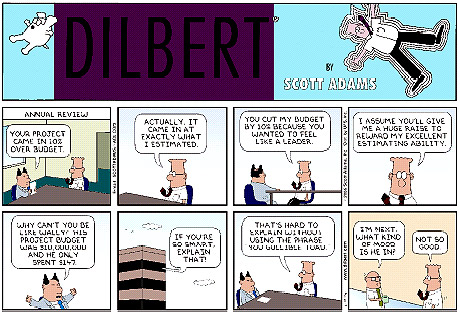 DILBERT
BY
SCOTT ADAMS
ANNUAL REVIEW
YOUR PROJECT
CAME IN 10%
OVER BUDGET.
ACTUALLY, IT
CAME IN AT
EXACTLY WHAT
I ESTIMATED.
YOU CUT MY BUDGET
BY 10% BECAUSE YOU
WANTED TO FEEL
LIKE A LEADER.
I ASSUME YOU'LL GIVE
ME A HUGE RAISE TO
REWARD MY EXCELLENT
ESTIMATING ABILITY.
WHY CAN'T YOU BE
LIKE WALLY? HIS
PROJECT BUDGET
WAS $10,000,000
AND HE ONLY
SPENT $147.
IF YOU'RE
SO SMART,
EXPLAIN
THAT!
THAT'S HARD TO
EXPLAIN WITHOUT
USING THE PHRASE
YOU GULLIBLE TOAD.
I'M NEXT.
WHAT KIND
OF MOOD
IS HE IN?
NOT SO
GOOD.